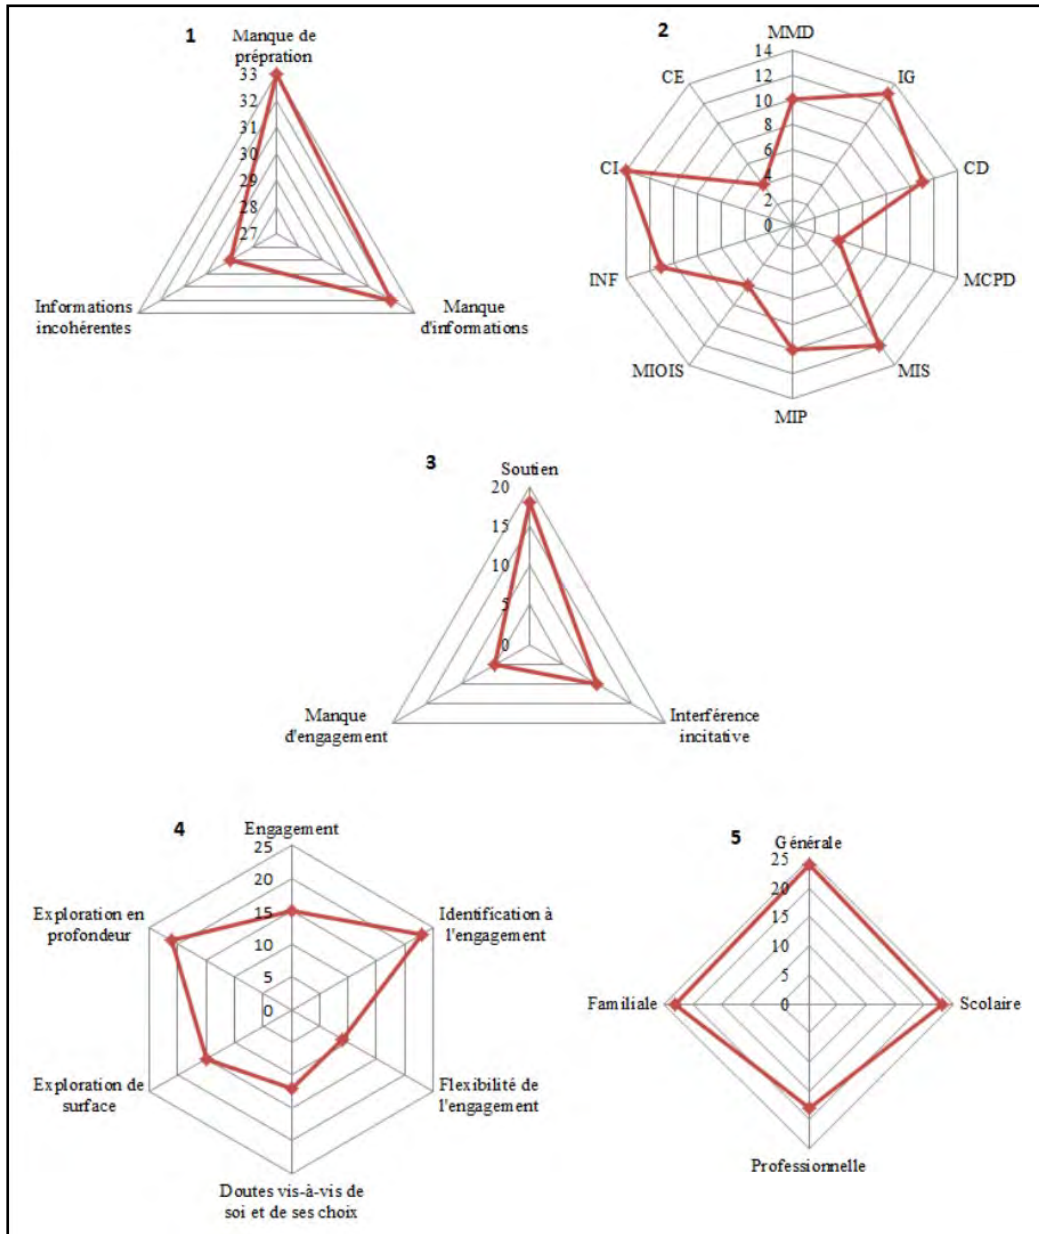 1
Manque de
prépration
33
32
31
30
29
28
27
Informations
incohérentes
Manque
d'informations
2
MMD
14
12
10
8
6
4
2
0
CE
IG
CI
CD
INF
MCPD
MIOIS
MIS
MIP
3
Soutien
20
15
10
5
0
Manque
d'engagement
Interférence
incitative
4
Engagement
25
20
15
10
5
0
Exploration en
profondeur
Identification à
l'engagement
Exploration de
surface
Flexibilité de
l'engagement
Doutes vis-à-vis de
soi et de ses choix
5
Générale
25
20
15
10
5
0
Familiale
Scolaire
Professionnelle